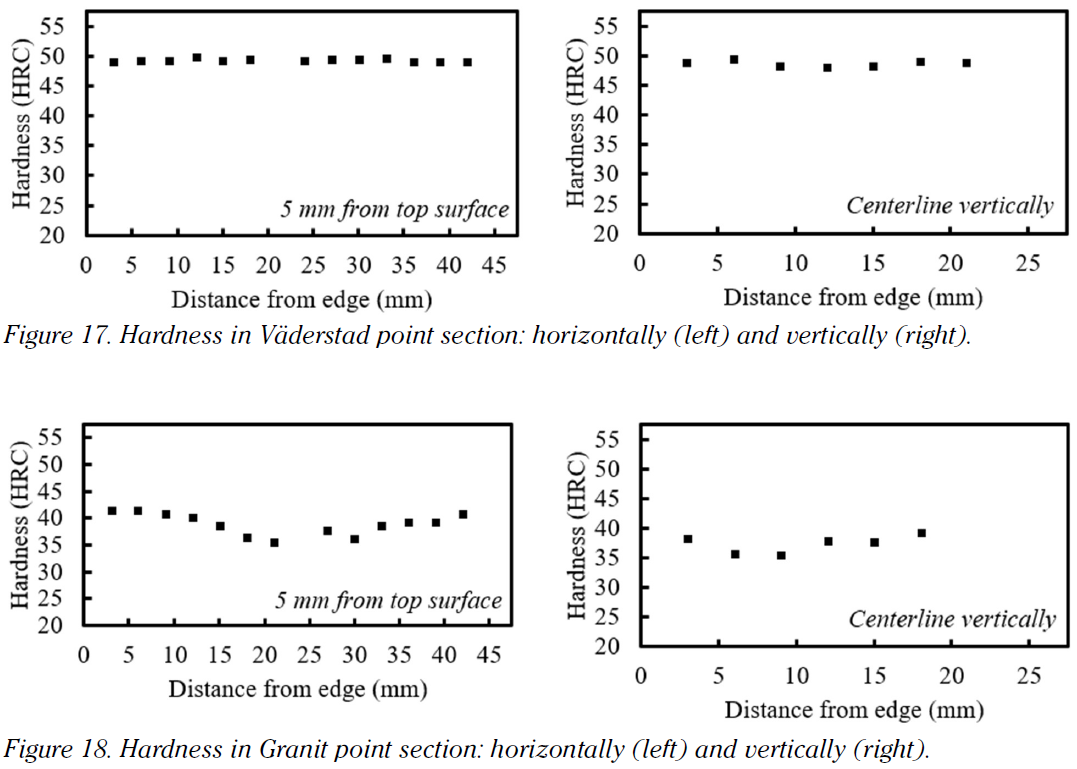 Hardness (HRC)
55
50
45
40
35
30
25
20
5 mm from top surface
0 5 10 15 20 25 30 35 40 45
Distance from edge (mm)
Hardness (HRC)
55
50
45
40
35
30
25
20
Centerline vertically
0 5 10 15 20 25
Distance from edge (mm)
Figure 17. Hardness in Väderstad point section: horizontally (left) and vertically (right).
Hardness (HRC)
55
50
45
40
35
30
25
20
5 mm from top surface
0 5 10 15 20 25 30 35 40 45
Distance from edge (mm)
Hardness (HRC)
55
50
45
40
35
30
25
20
Centerline vertically
0 5 10 15 20 25
Distance from edge (mm)
Figure 18. Hardness in Granit point section: horizontally (left) and vertically (right).